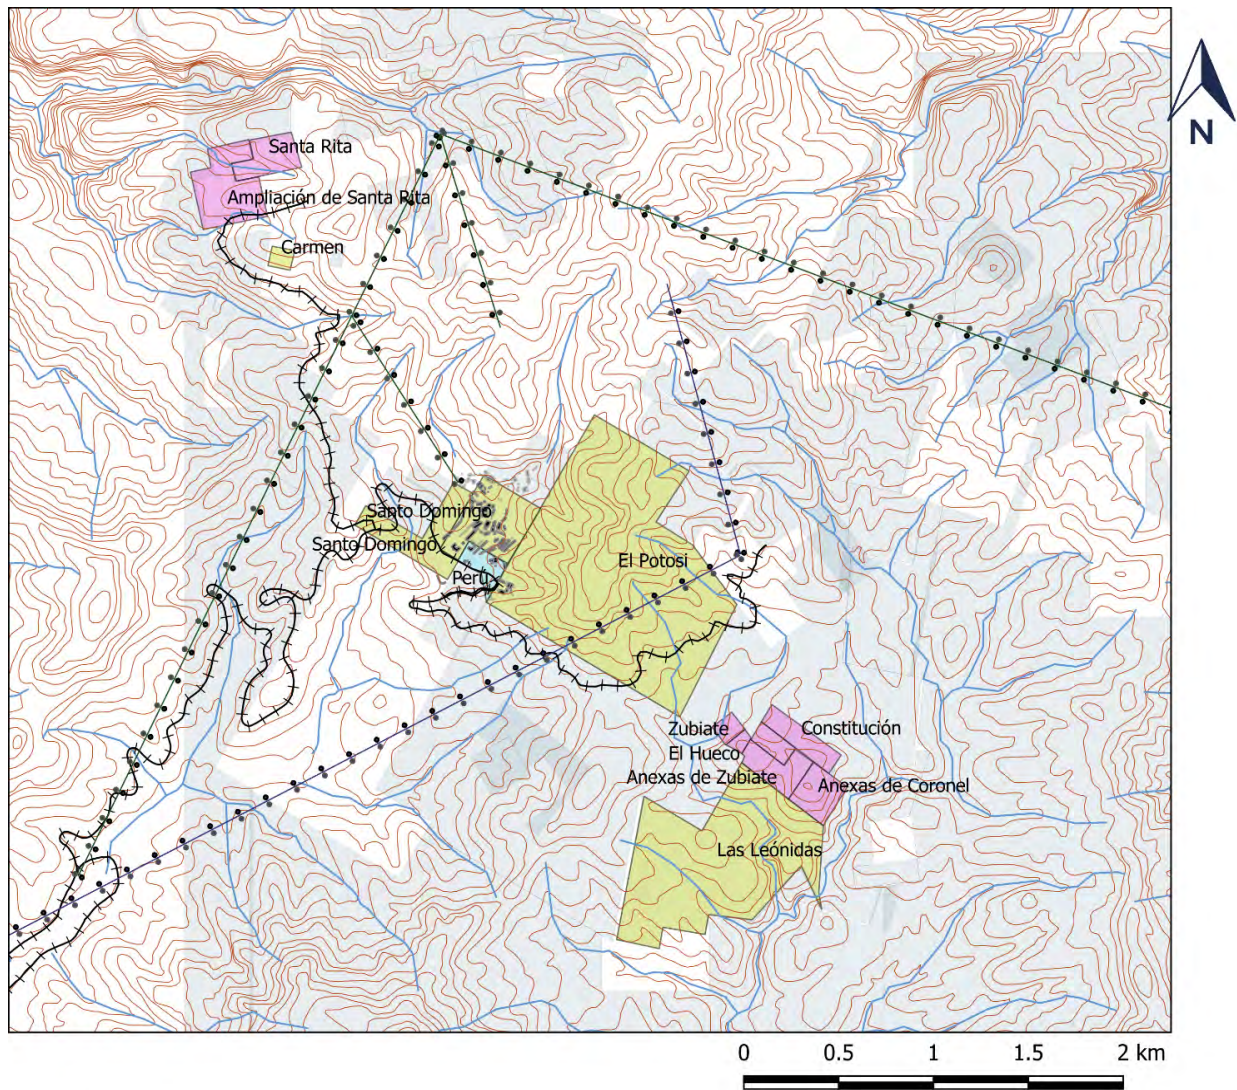 N
Santa Rita
Ampliación de Santa Rita
Carmen
Santo Domingo
Santo Domingo
El Potosi
Perú
Zubiate
Constitución
El Hueco
Anexas de Zubiate
Anexas de Coronel
Las Leónidas
0 0.5 1 1.5 2 km